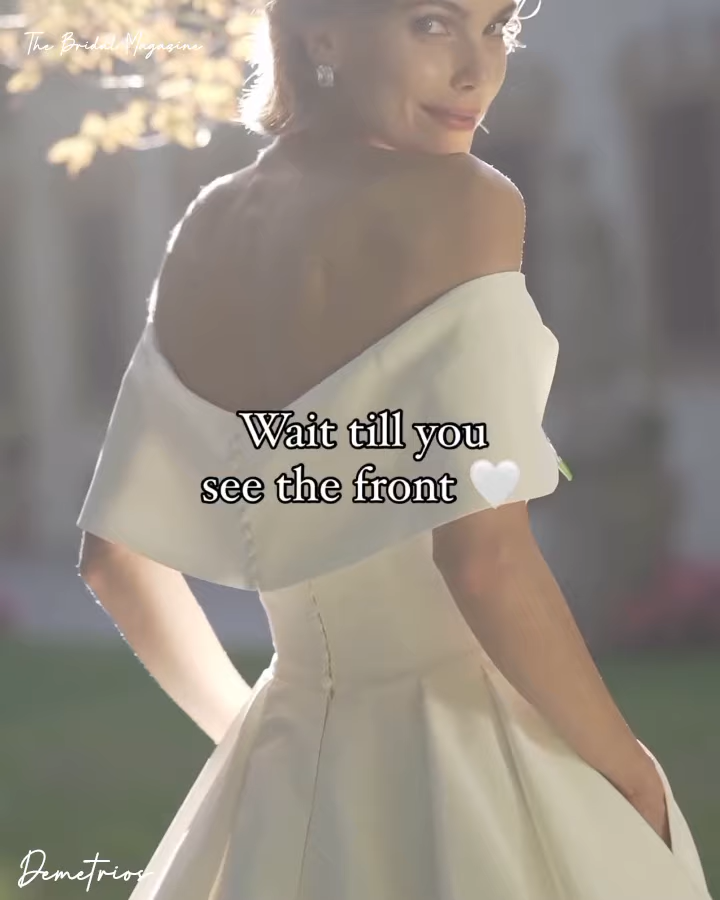 The Bridal Magazine
Wait till you
see the front 🤍
Demetrios